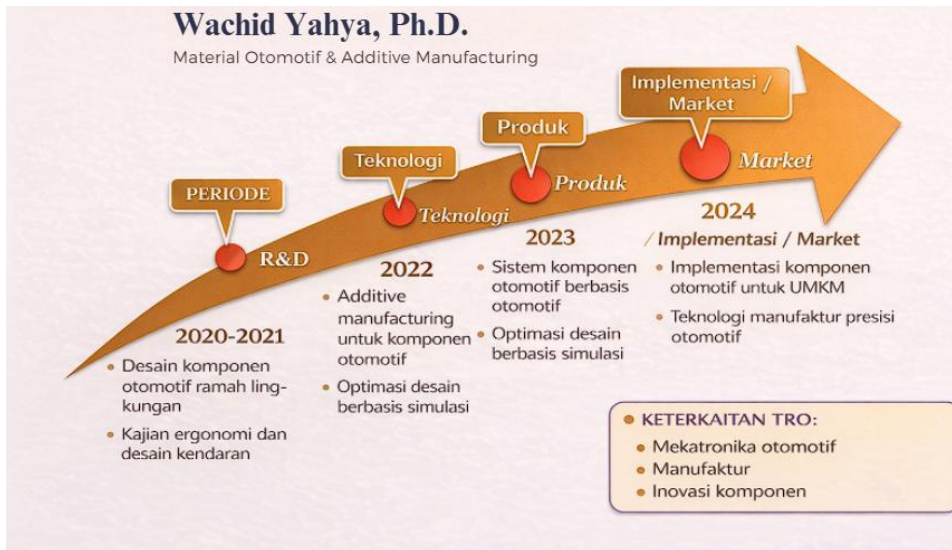 Wachid Yahya, Ph.D.
Material Otomotif & Additive Manufacturing
PERIODE
R&D
2020-2021
• Desain komponen
otomotif ramah ling-
kungan
• Kajian ergonomi dan
desain kendaran
Teknologi
Teknologi
2022
• Additive
manufacturing
untuk komponen
otomotif
• Optimasi desain
berbasis simulasi
Produk
Produk
2023
• Sistem komponen
otomotif berbasis
otomotif
• Optimasi desain
berbasis simulasi
Implementasi /
Market
Market
2024
/ Implementasi / Market
• Implementasi komponen
otomotif untuk UMKM
• Teknologi manufaktur presisi
otomotif
• KETERKAITAN TRO:
• Mekatronika otomotif
• Manufaktur
• Inovasi komponen